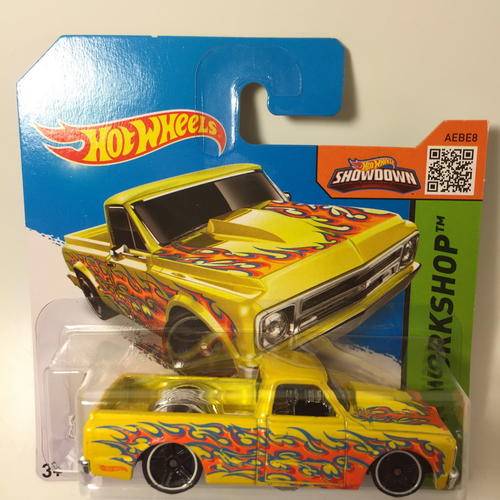 HOT WHEELS
AEBE8
HOT WHEELS
SHOWDOWN
WORKSHOP™
3+